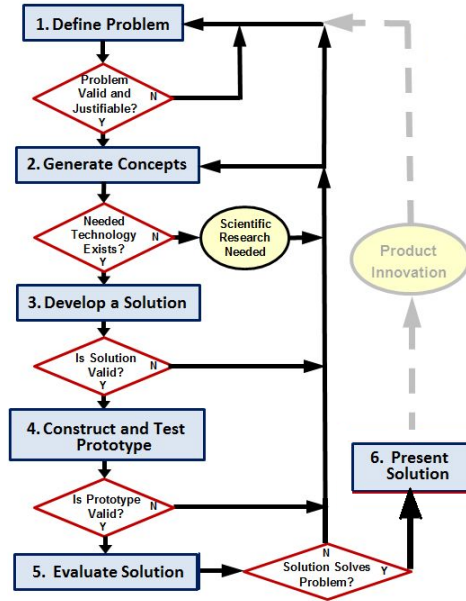 1. Define Problem
Problem
Valid and
Justifiable?
N
Y
2. Generate Concepts
Needed
Technology
Exists?
N
Y
Scientific
Research
Needed
Product
Innovation
3. Develop a Solution
Is Solution
Valid?
N
Y
4. Construct and Test
Prototype
6. Present
Solution
Is Prototype
Valid?
N
Y
5. Evaluate Solution
N
Solution Solves
Problem?
Y